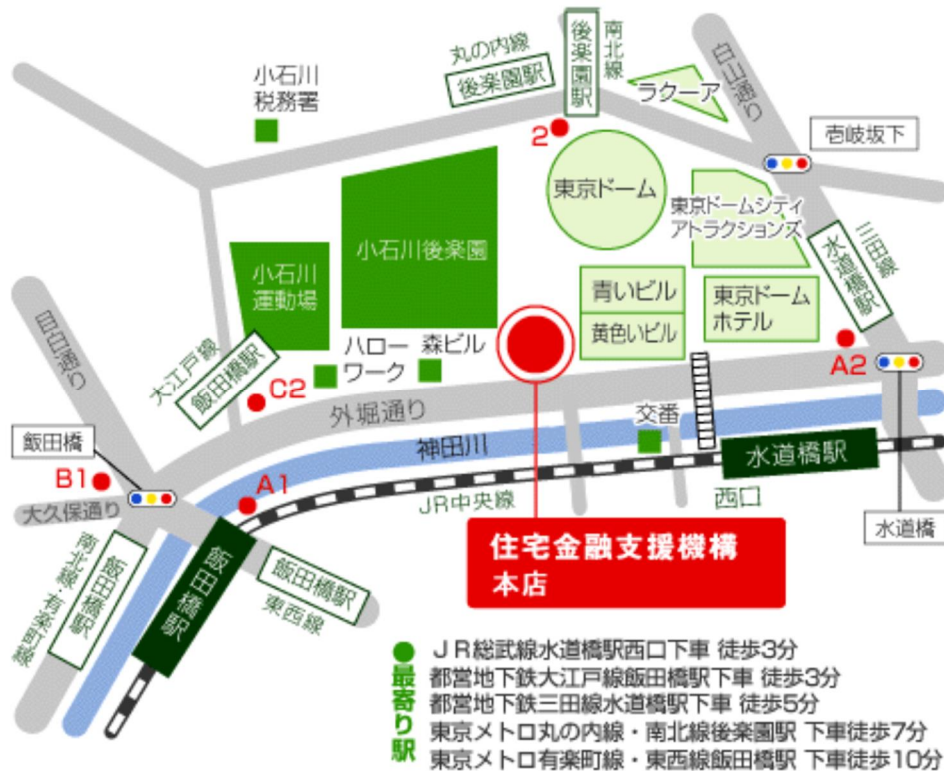 南北線
丸の内線
後楽園駅
後楽園駅
小石川
税務署
ラクーア
白山通り
壱岐坂下
2
東京ドーム
東京ドームシティ
アトラクションズ
小石川後楽園
三田線
水道橋駅
小石川
運動場
青いビル
黄色いビル
東京ドーム
ホテル
目白通り
大江戸線
飯田橋駅
ハロー
ワーク
森ビル
A2
C2
外堀通り
飯田橋
神田川
交番
水道橋駅
B1
A1
大久保通り
JR中央線
西口
水道橋
住宅金融支援機構
本店
南北線・有楽町線
飯田橋駅
飯田橋駅
飯田橋駅
東西線
最寄り駅
JR総武線水道橋駅西口下車 徒歩3分
都営地下鉄大江戸線飯田橋駅下車 徒歩3分
都営地下鉄三田線水道橋駅下車 徒歩5分
東京メトロ丸の内線・南北線後楽園駅 下車徒歩7分
東京メトロ有楽町線・東西線飯田橋駅 下車徒歩10分